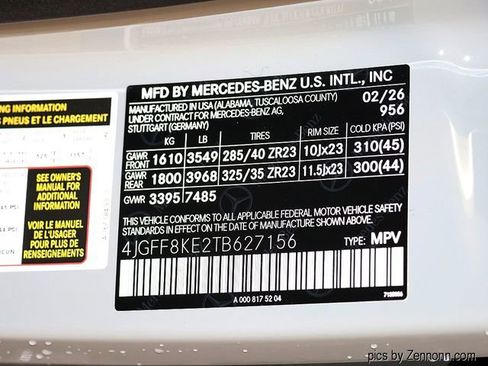 MFD BY MERCEDES-BENZ U.S. INTL., INC
MANUFACTURED IN USA (ALABAMA, TUSCALOOSA COUNTY) 02/26
UNDER CONTRACT FOR MERCEDES-BENZ AG, 956
STUTTGART (GERMANY)
KG LB TIRES RIM SIZE COLD KPA (PSI)
GAWR FRONT 1610 3549 285/40 ZR23 10Jx23 310(45)
GAWR REAR 1800 3968 325/35 ZR23 11.5Jx23 300(44)
GVWR 3395 7485
THIS VEHICLE CONFORMS TO ALL APPLICABLE FEDERAL MOTOR VEHICLE SAFETY
STANDARDS IN EFFECT ON THE DATE OF MANUFACTURE SHOWN ABOVE.
4JGFF8KE2TB627156 TYPE: MPV
A 000 817 52 04
NG INFORMATION
PNEUS ET LE CHARGEMENT
SEE OWNER'S
MANUAL FOR
ADDITIONAL
INFORMATION
VOIR LE MANUEL
DE L'USAGER
POUR PLUS DE
RENSEIGNEMENTS
pics by Zennonn.com